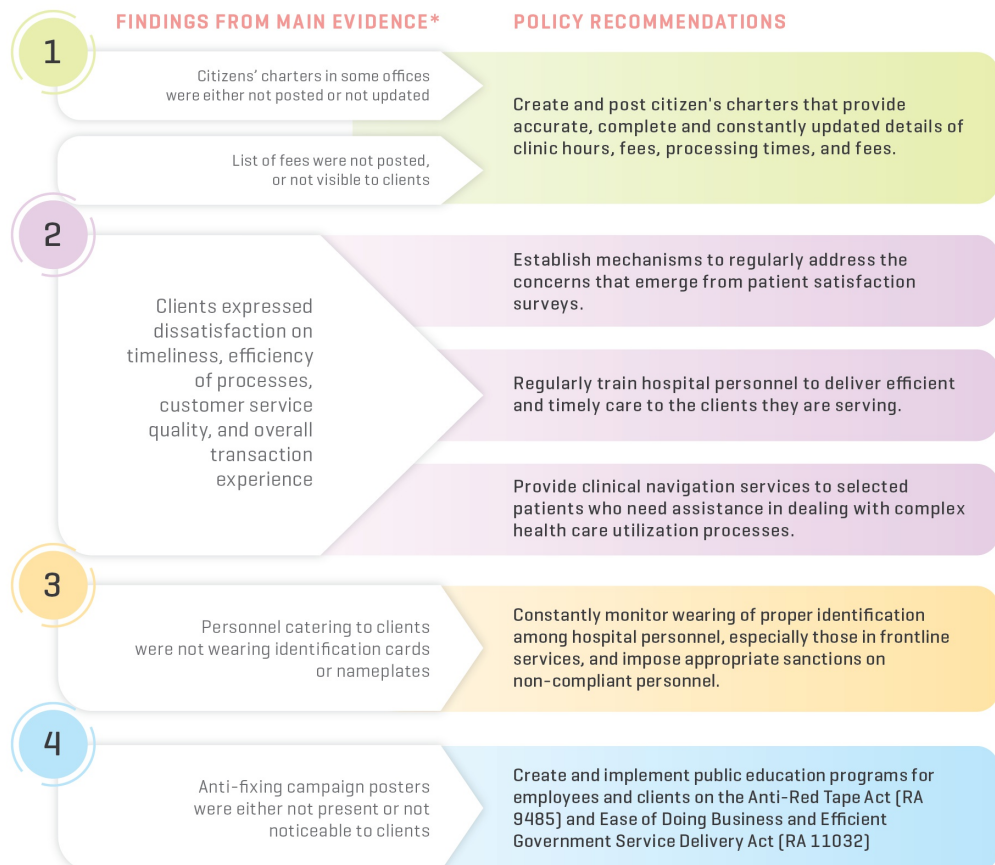 FINDINGS FROM MAIN EVIDENCE*
POLICY RECOMMENDATIONS
1
Citizens’ charters in some offices
were either not posted or not updated
List of fees were not posted,
or not visible to clients
Create and post citizen's charters that provide
accurate, complete and constantly updated details of
clinic hours, fees, processing times, and fees.
2
Clients expressed
dissatisfaction on
timeliness, efficiency
of processes,
customer service
quality, and overall
transaction
experience
Establish mechanisms to regularly address the
concerns that emerge from patient satisfaction
surveys.
Regularly train hospital personnel to deliver efficient
and timely care to the clients they are serving.
Provide clinical navigation services to selected
patients who need assistance in dealing with complex
health care utilization processes.
3
Personnel catering to clients
were not wearing identification cards
or nameplates
Constantly monitor wearing of proper identification
among hospital personnel, especially those in frontline
services, and impose appropriate sanctions on
non-compliant personnel.
4
Anti-fixing campaign posters
were either not present or not
noticeable to clients
Create and implement public education programs for
employees and clients on the Anti-Red Tape Act (RA
9485) and Ease of Doing Business and Efficient
Government Service Delivery Act (RA 11032)